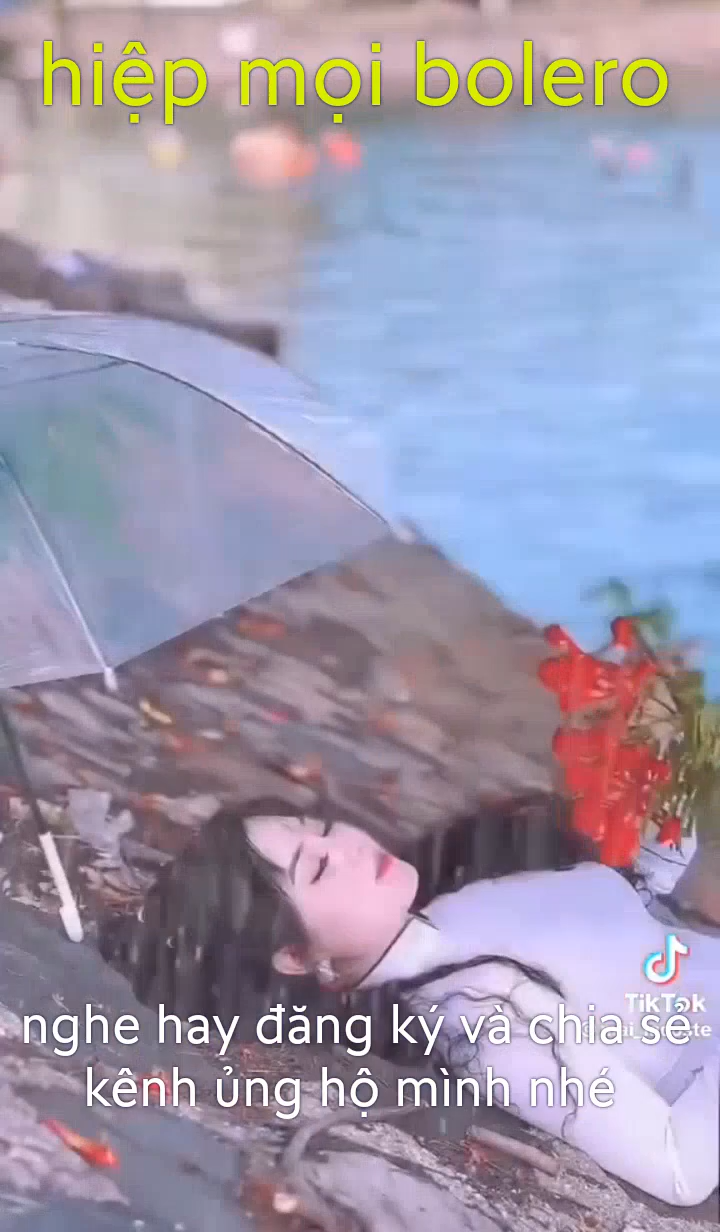 hiệp mọi bolero
nghe hay đăng ký và chia sẻ
kênh ủng hộ mình nhé
TikTok